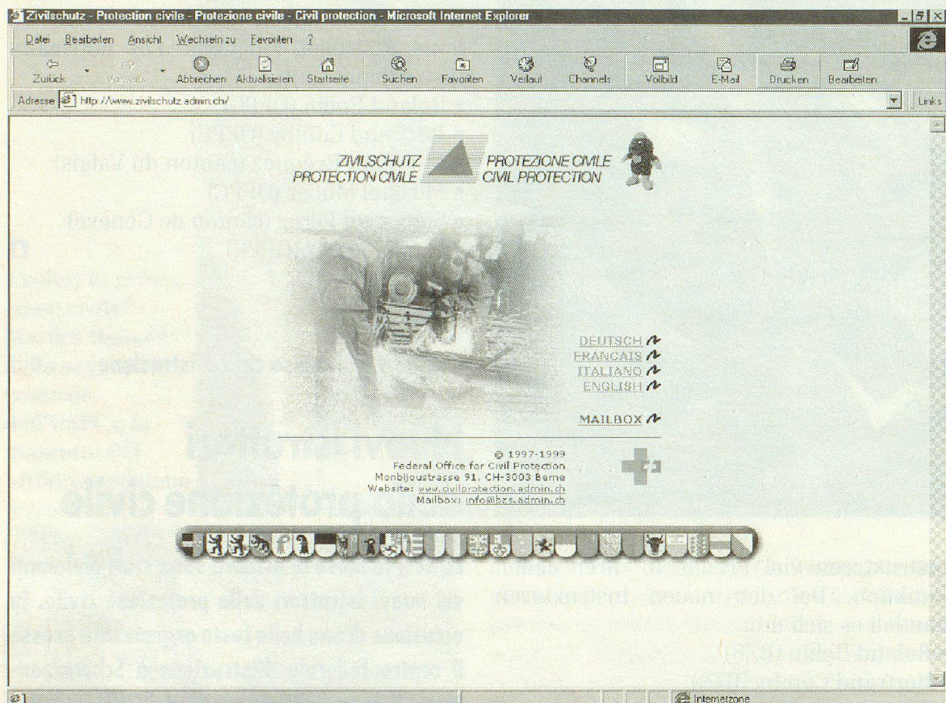 Zivilschutz - Protection civile - Protezione civile - Civil protection - Microsoft Internet Explorer
Datei Bearbeiten Ansicht Wechseln zu Favoriten ?
Zurück Abbrechen Aktualisieren Startseite Suchen Favoriten Verlauf Channels Vollbild E-Mail Drucken Bearbeiten
Adresse http://www.zivilschutz.admin.ch/ Links
ZIVILSCHUTZ PROTEZIONE CIVILE
PROTECTION CIVILE CIVIL PROTECTION
DEUTSCH
FRANCAIS
ITALIANO
ENGLISH
MAILBOX
© 1997-1999
Federal Office for Civil Protection
Monbijoustrasse 91, CH-3003 Berne
Website: www.civilprotection.admin.ch
Mailbox: info@bzs.admin.ch
Internetzone